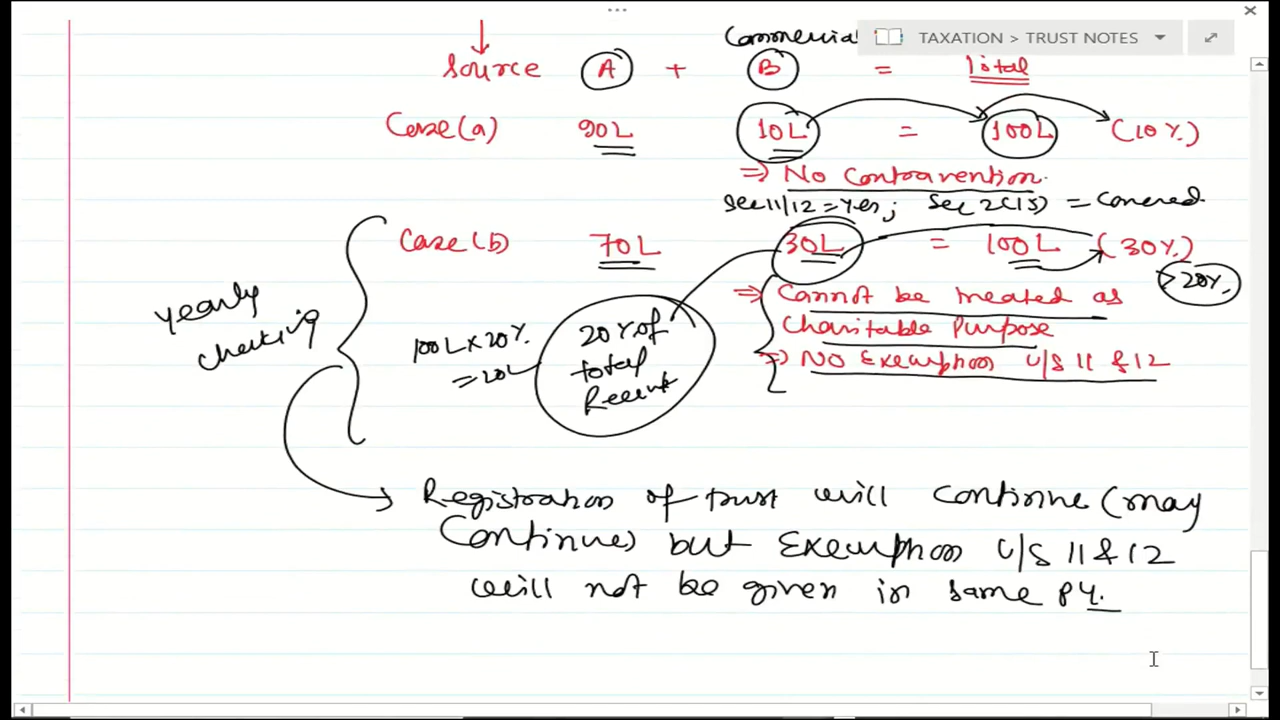 Commercial
TAXATION > TRUST NOTES
Source A + B = Total
Case(a) 90L 10L = 100L (10%)
⇒ No Contravention.
Sec 11/12 = Yes; Sec 2(15) = Covered.
Case(b) 70L 30L = 100L (30%)
> 20%
⇒ Cannot be treated as
Charitable Purpose
⇒ NO Exemption u/s 11 & 12
yearly
checking
100L × 20%
= 20L
20% of
total
Receipt
Registration of trust will continue (may
Continue) but Exemption u/s 11 & 12
will not be given in same PY.